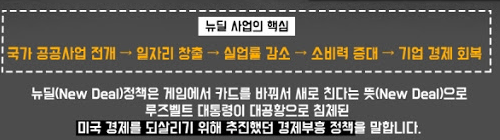 뉴딜 사업의 핵심
국가 공공사업 전개 → 일자리 창출 → 실업률 감소 → 소비력 증대 → 기업 경제 회복
뉴딜(New Deal)정책은 게임에서 카드를 바꿔서 새로 친다는 뜻(New Deal)으로
루즈벨트 대통령이 대공황으로 침체된
미국 경제를 되살리기 위해 추진했던 경제부흥 정책을 말합니다.